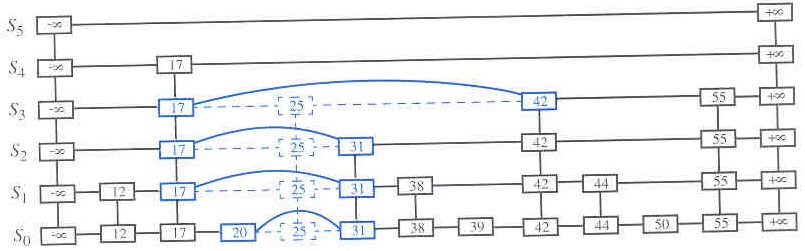 S5 -∞ +∞
S4 -∞ 17 +∞
S3 -∞ 17 25 42 55 +∞
S2 -∞ 17 25 31 42 55 +∞
S1 -∞ 12 17 25 31 38 42 44 55 +∞
S0 -∞ 12 17 20 25 31 38 39 42 44 50 55 +∞